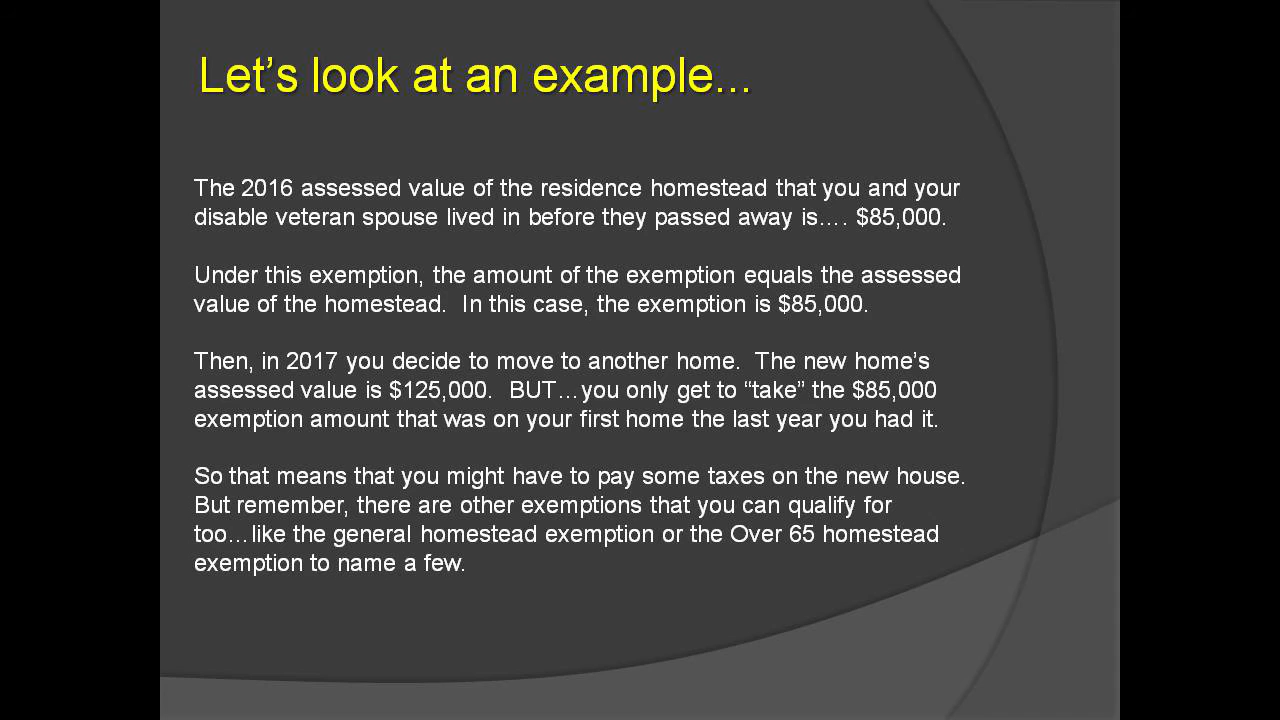 Let’s look at an example...
The 2016 assessed value of the residence homestead that you and your
disable veteran spouse lived in before they passed away is…. $85,000.
Under this exemption, the amount of the exemption equals the assessed
value of the homestead.  In this case, the exemption is $85,000.
Then, in 2017 you decide to move to another home.  The new home’s
assessed value is $125,000.  BUT…you only get to “take” the $85,000
exemption amount that was on your first home the last year you had it.
So that means that you might have to pay some taxes on the new house.
But remember, there are other exemptions that you can qualify for
too…like the general homestead exemption or the Over 65 homestead
exemption to name a few.